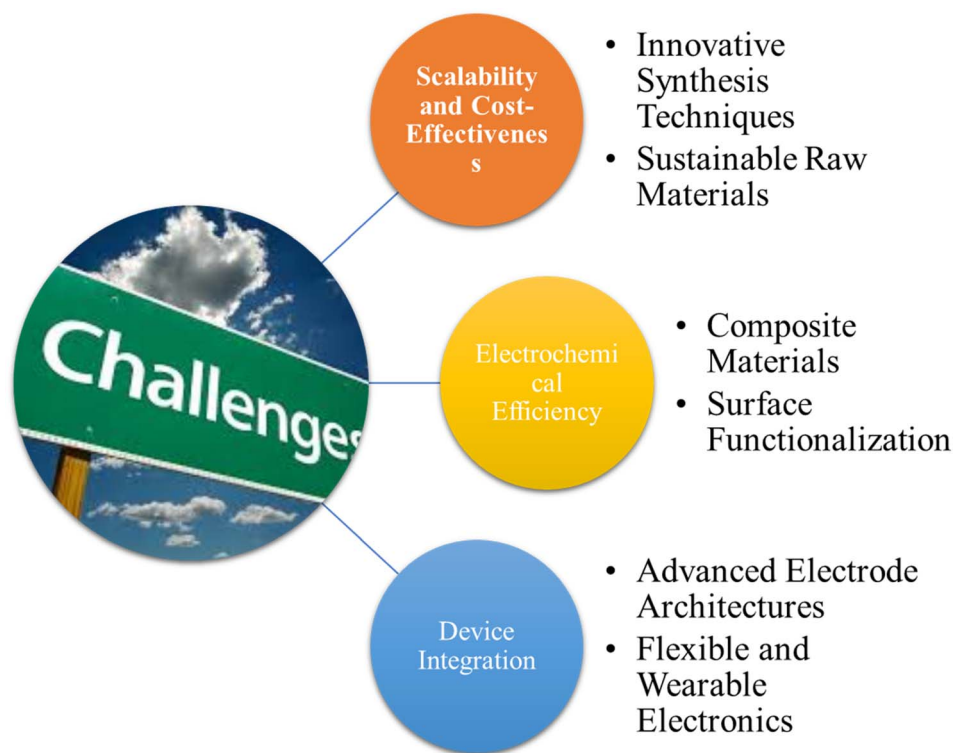 Challenges
Scalability
and Cost-
Effectivenes
s
• Innovative
Synthesis
Techniques
• Sustainable Raw
Materials
Electrochemi
cal
Efficiency
• Composite
Materials
• Surface
Functionalization
Device
Integration
• Advanced Electrode
Architectures
• Flexible and
Wearable
Electronics